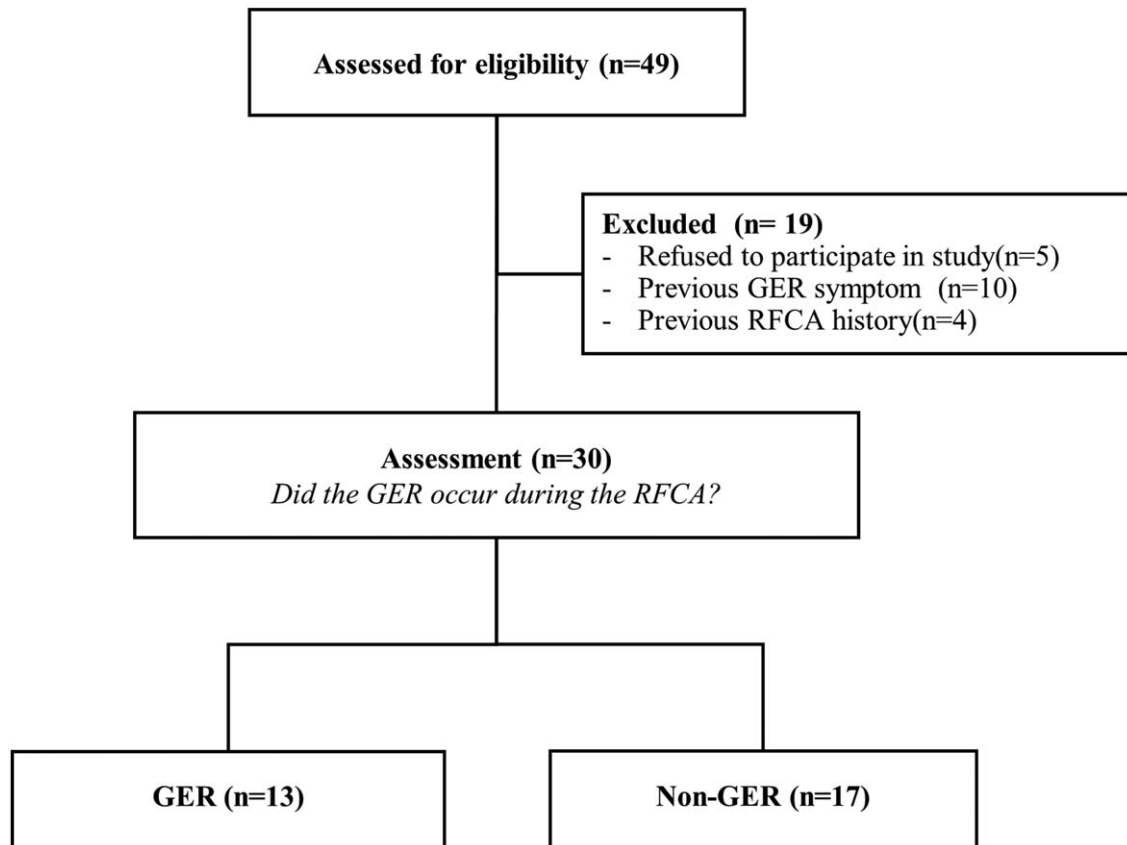 Assessed for eligibility (n=49)
Excluded (n= 19)
- Refused to participate in study(n=5)
- Previous GER symptom (n=10)
- Previous RFCA history(n=4)
Assessment (n=30)
Did the GER occur during the RFCA?
GER (n=13)
Non-GER (n=17)